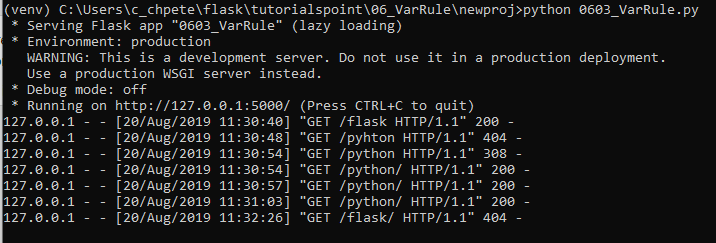 (venv) C:\Users\c_chpete\flask\tutorialspoint\06_VarRule\newproj>python 0603_VarRule.py
 * Serving Flask app "0603_VarRule" (lazy loading)
 * Environment: production
   WARNING: This is a development server. Do not use it in a production deployment.
   Use a production WSGI server instead.
 * Debug mode: off
 * Running on http://127.0.0.1:5000/ (Press CTRL+C to quit)
127.0.0.1 - - [20/Aug/2019 11:30:40] "GET /flask HTTP/1.1" 200 -
127.0.0.1 - - [20/Aug/2019 11:30:48] "GET /pyhton HTTP/1.1" 404 -
127.0.0.1 - - [20/Aug/2019 11:30:54] "GET /python HTTP/1.1" 308 -
127.0.0.1 - - [20/Aug/2019 11:30:54] "GET /python/ HTTP/1.1" 200 -
127.0.0.1 - - [20/Aug/2019 11:30:57] "GET /python/ HTTP/1.1" 200 -
127.0.0.1 - - [20/Aug/2019 11:31:03] "GET /python/ HTTP/1.1" 200 -
127.0.0.1 - - [20/Aug/2019 11:32:26] "GET /flask/ HTTP/1.1" 404 -